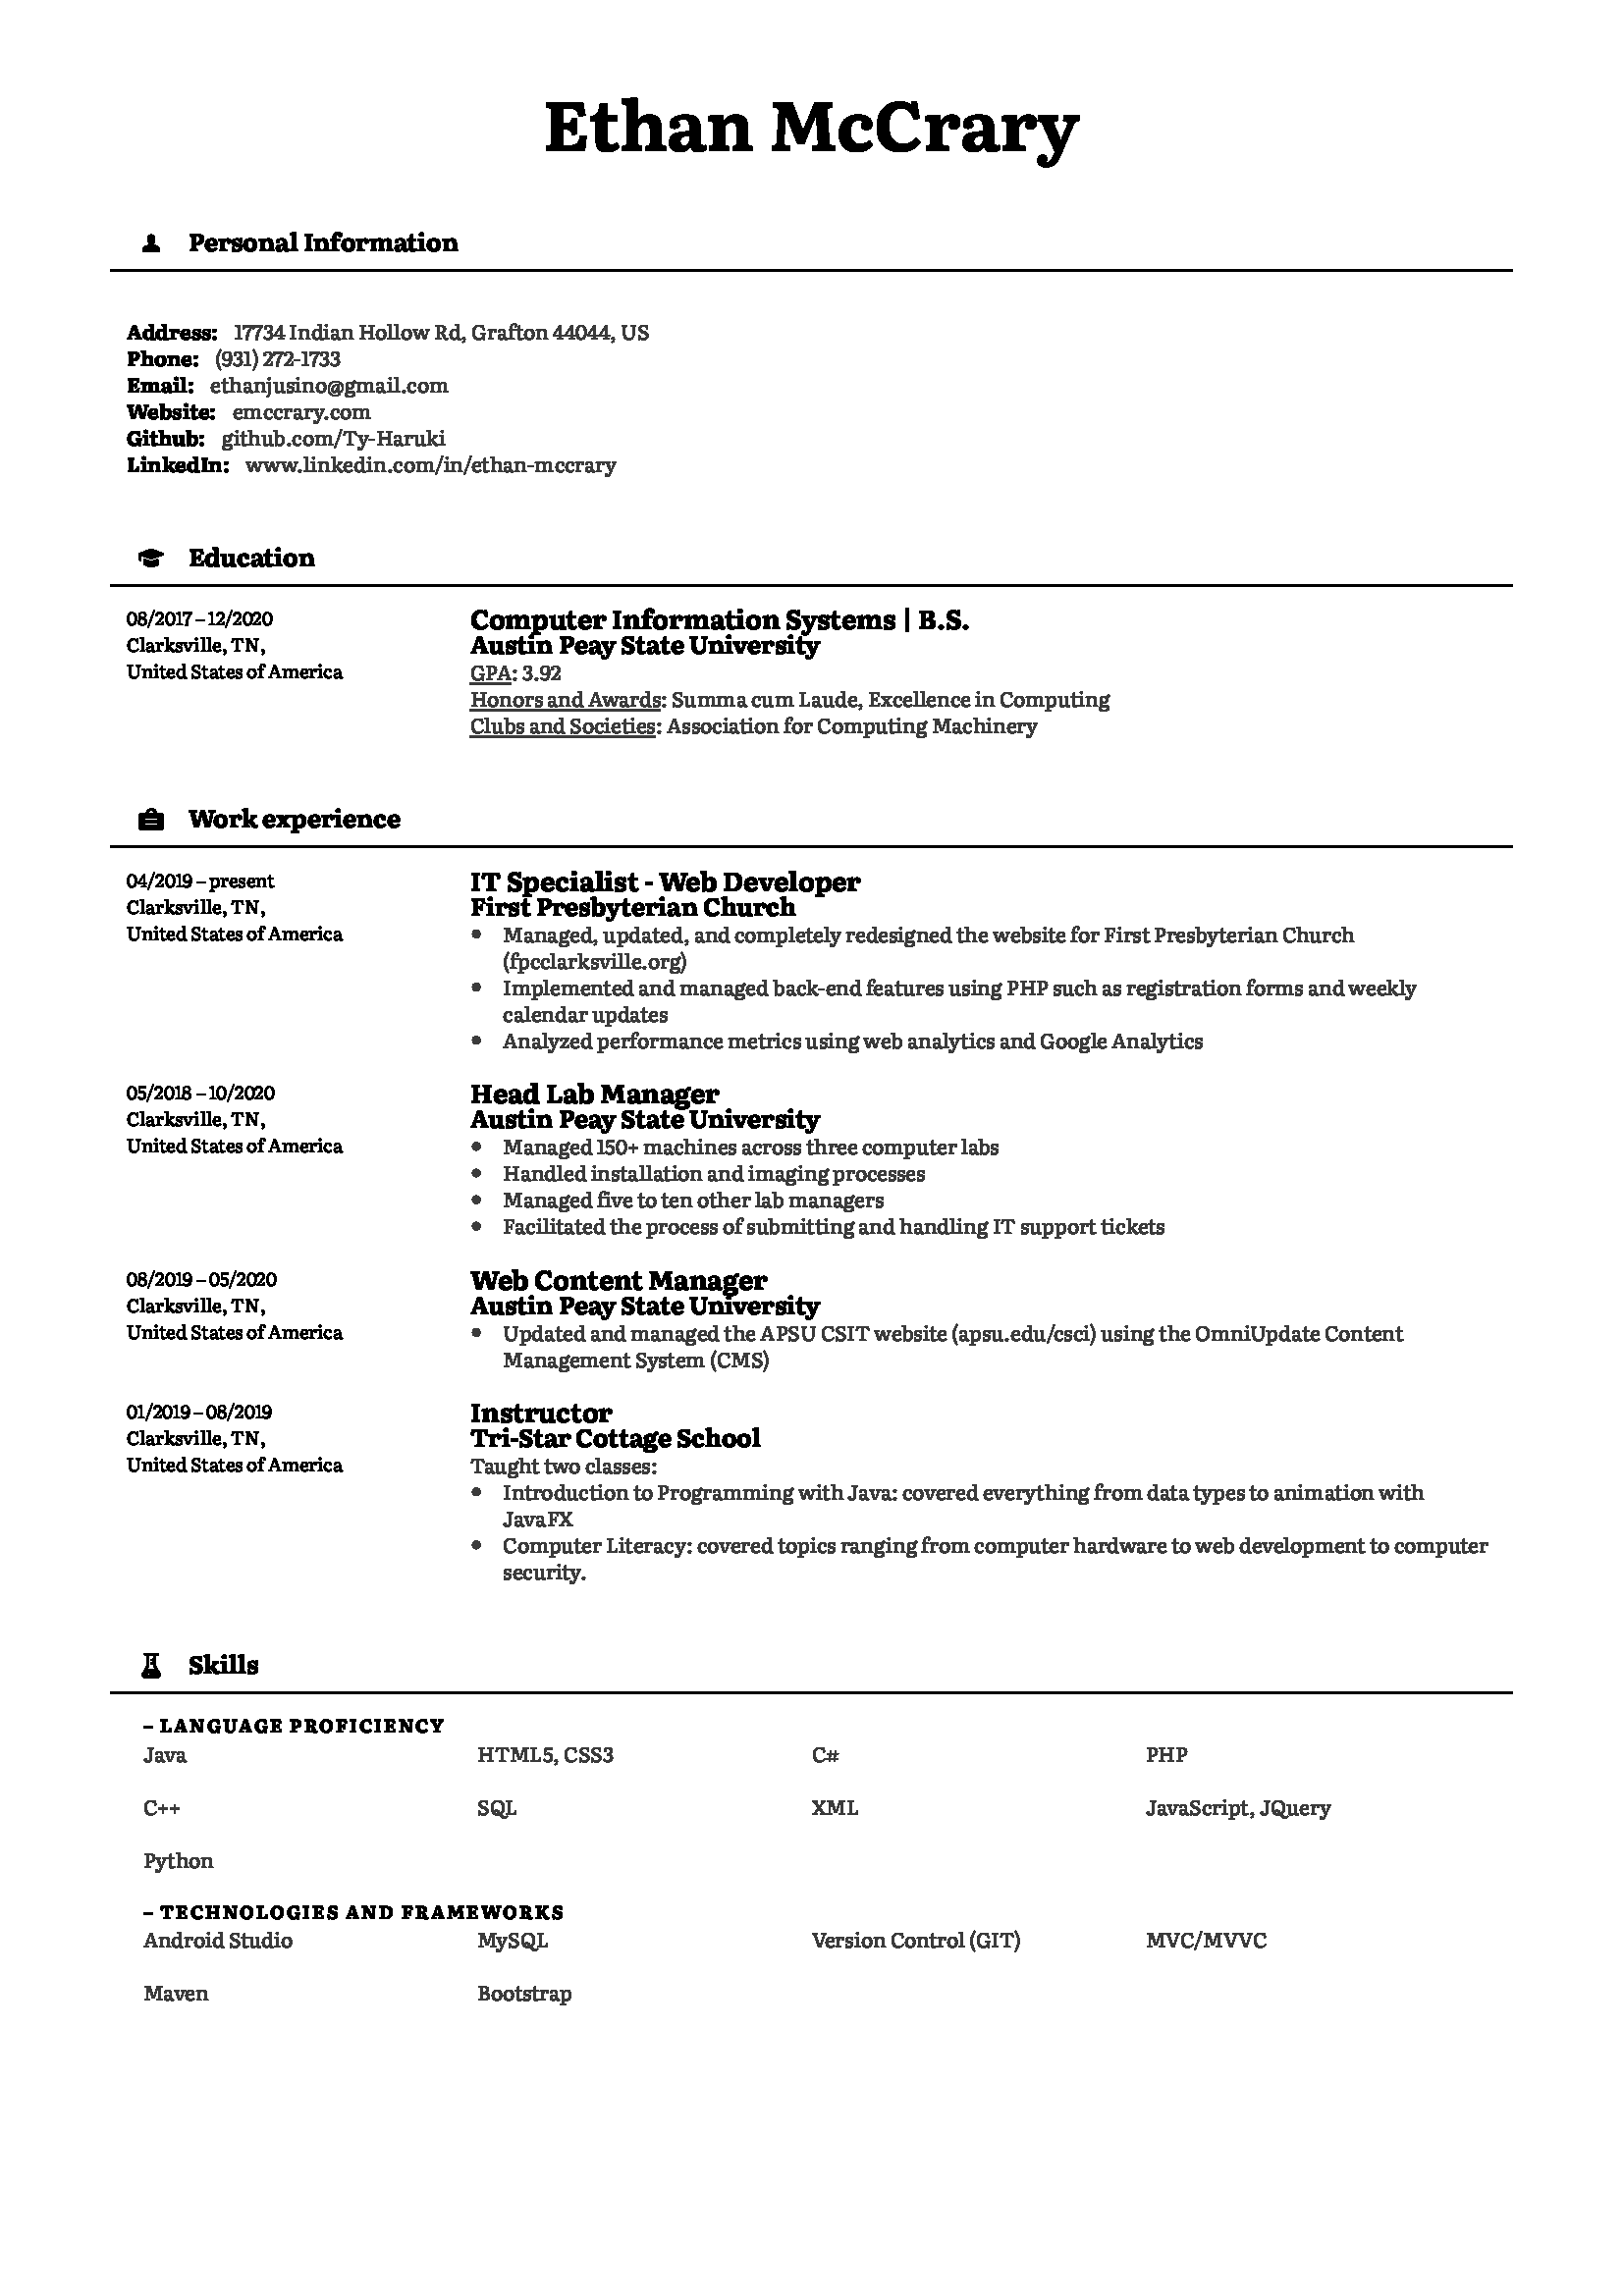 Ethan McCrary
Personal Information
Address: 17734 Indian Hollow Rd, Grafton 44044, US
Phone: (931) 272-1733
Email: ethanjusino@gmail.com
Website: emccrary.com
Github: github.com/Ty-Haruki
LinkedIn: www.linkedin.com/in/ethan-mccrary
Education
08/2017 – 12/2020
Clarksville, TN,
United States of America
Computer Information Systems | B.S.
Austin Peay State University
GPA: 3.92
Honors and Awards: Summa cum Laude, Excellence in Computing
Clubs and Societies: Association for Computing Machinery
Work experience
04/2019 – present
Clarksville, TN,
United States of America
IT Specialist - Web Developer
First Presbyterian Church
• Managed, updated, and completely redesigned the website for First Presbyterian Church
(fpcclarksville.org)
• Implemented and managed back-end features using PHP such as registration forms and weekly
calendar updates
• Analyzed performance metrics using web analytics and Google Analytics
05/2018 – 10/2020
Clarksville, TN,
United States of America
Head Lab Manager
Austin Peay State University
• Managed 150+ machines across three computer labs
• Handled installation and imaging processes
• Managed five to ten other lab managers
• Facilitated the process of submitting and handling IT support tickets
08/2019 – 05/2020
Clarksville, TN,
United States of America
Web Content Manager
Austin Peay State University
• Updated and managed the APSU CSIT website (apsu.edu/csci) using the OmniUpdate Content
Management System (CMS)
01/2019 – 08/2019
Clarksville, TN,
United States of America
Instructor
Tri-Star Cottage School
Taught two classes:
• Introduction to Programming with Java: covered everything from data types to animation with
JavaFX
• Computer Literacy: covered topics ranging from computer hardware to web development to computer
security.
Skills
– LANGUAGE PROFICIENCY
Java HTML5, CSS3 C# PHP
C++ SQL XML JavaScript, JQuery
Python
– TECHNOLOGIES AND FRAMEWORKS
Android Studio MySQL Version Control (GIT) MVC/MVVC
Maven Bootstrap